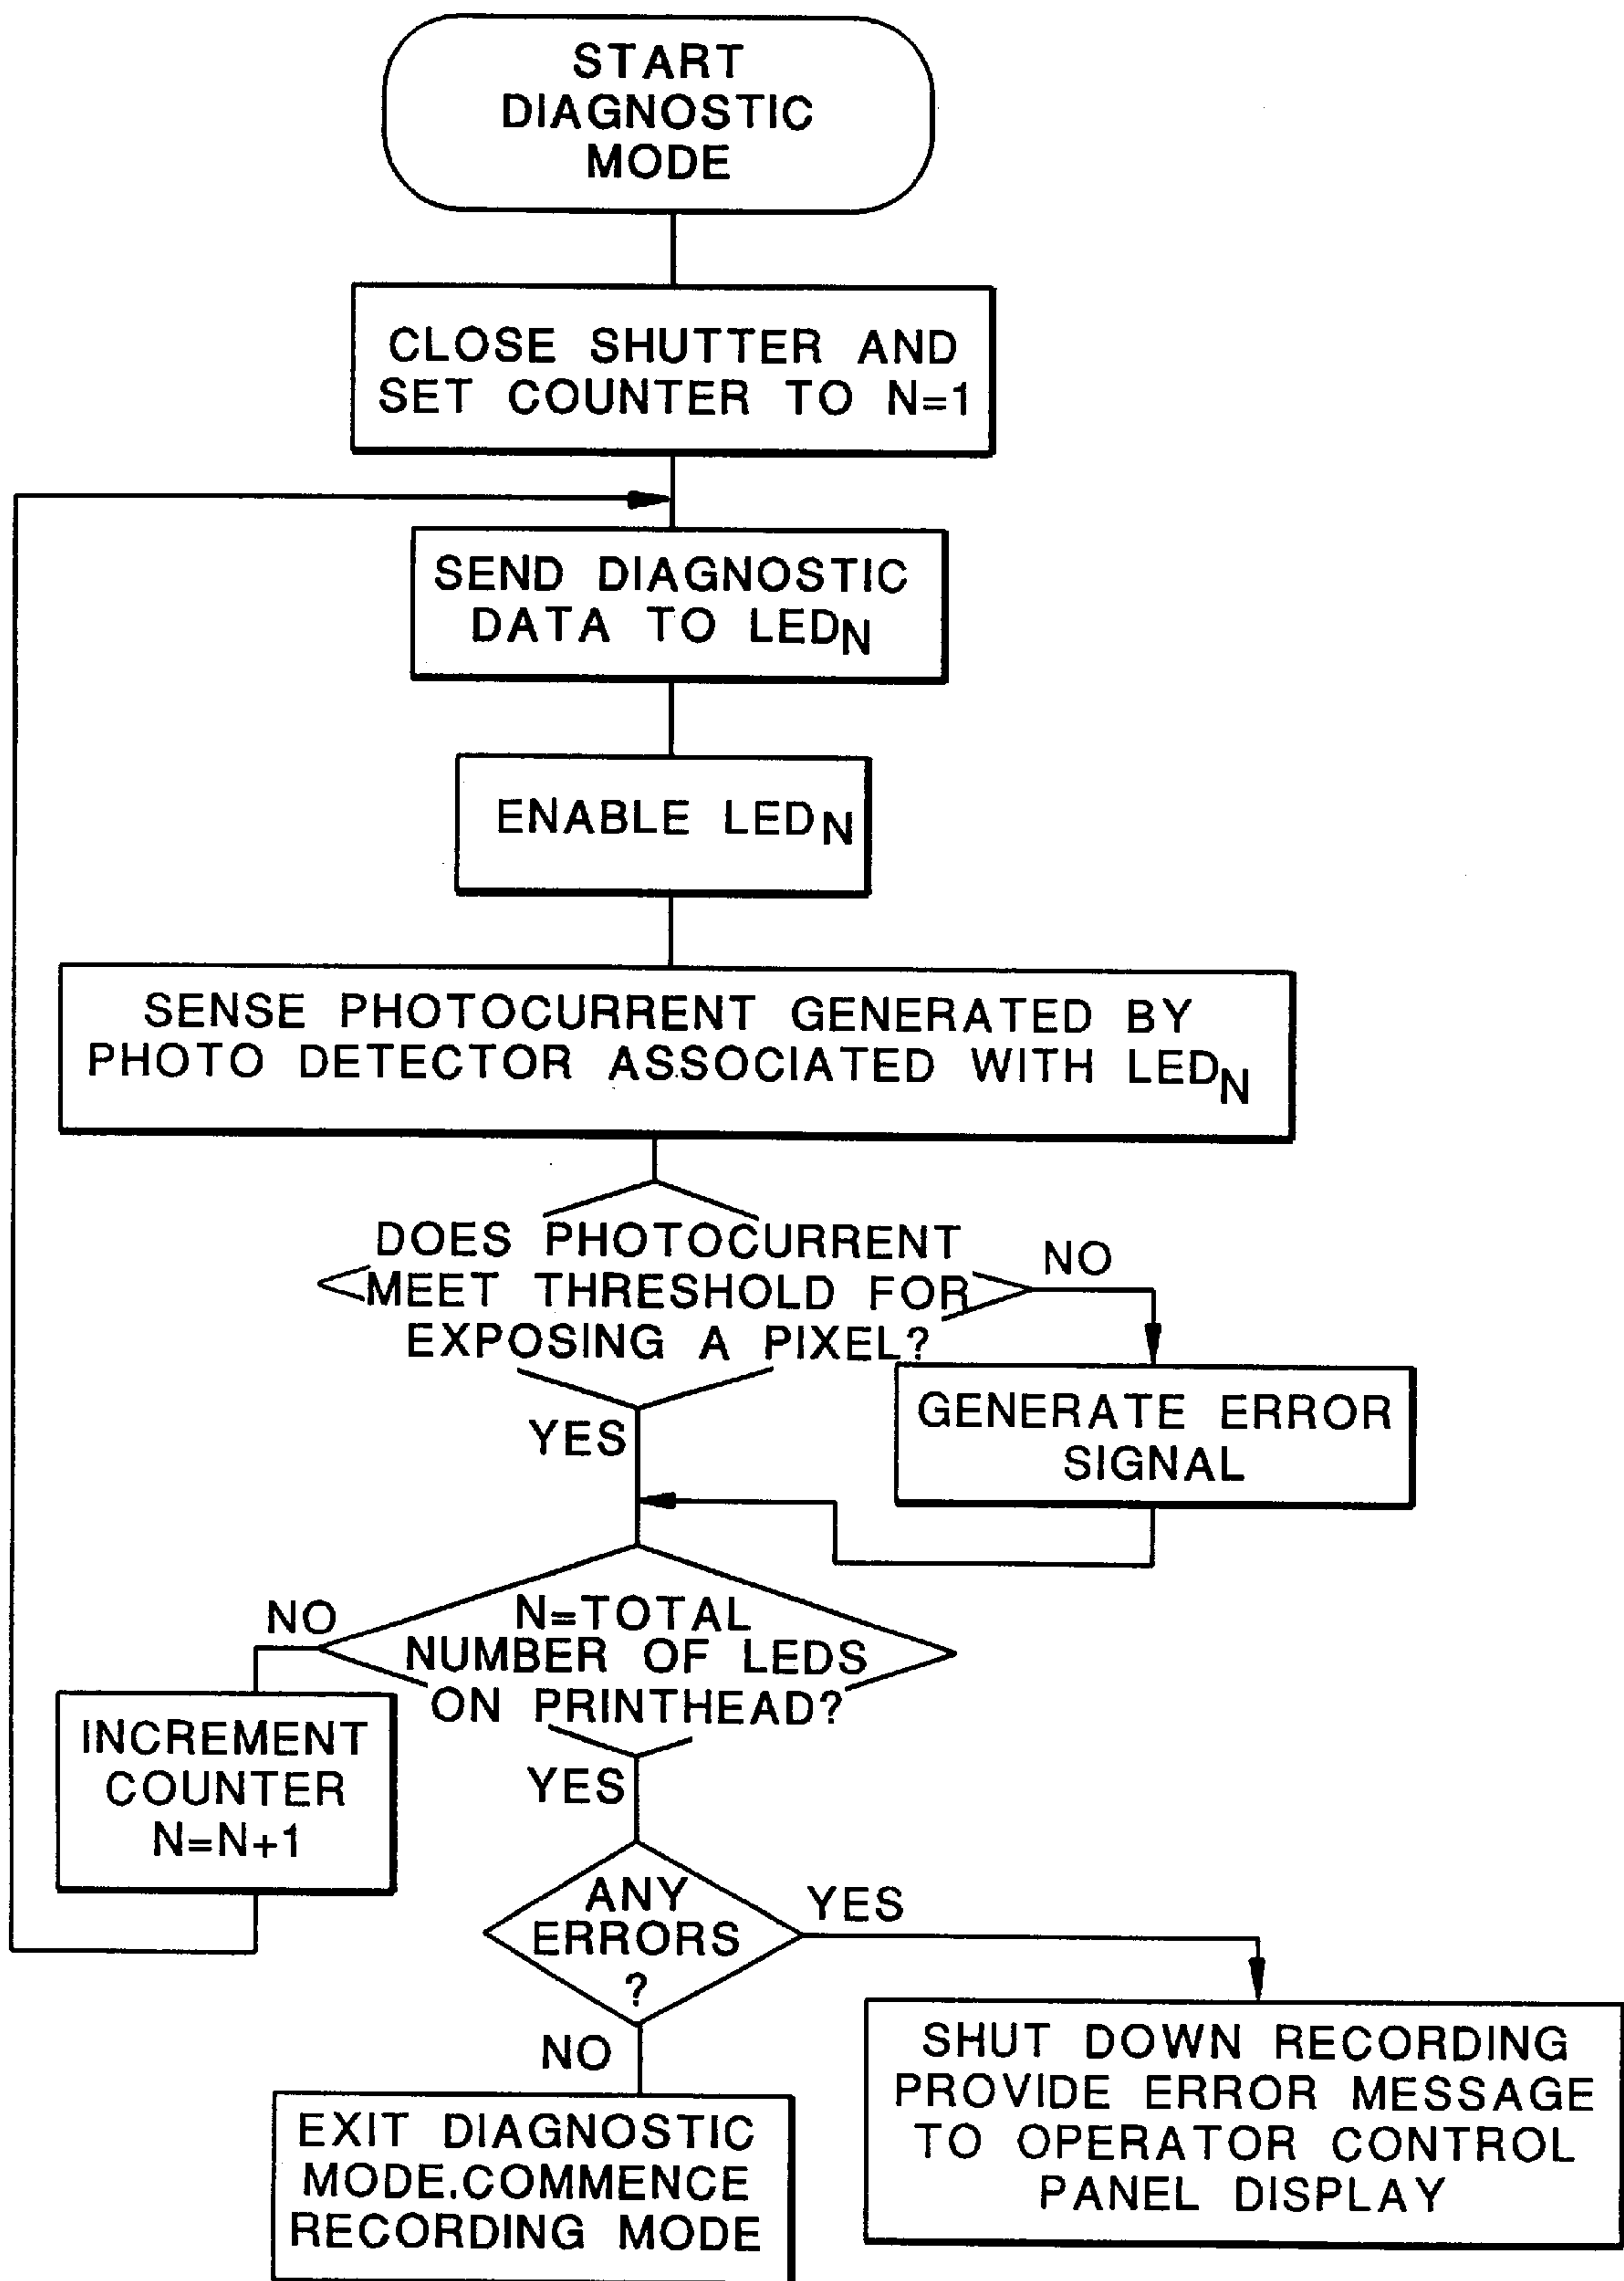 START
DIAGNOSTIC
MODE
CLOSE SHUTTER AND
SET COUNTER TO N=1
SEND DIAGNOSTIC
DATA TO LEDN
ENABLE LEDN
SENSE PHOTOCURRENT GENERATED BY
PHOTO DETECTOR ASSOCIATED WITH LEDN
DOES PHOTOCURRENT
MEET THRESHOLD FOR
EXPOSING A PIXEL?
NO
GENERATE ERROR
SIGNAL
YES
N=TOTAL
NUMBER OF LEDS
ON PRINTHEAD?
NO
INCREMENT
COUNTER
N=N+1
YES
ANY
ERRORS
?
YES
SHUT DOWN RECORDING
PROVIDE ERROR MESSAGE
TO OPERATOR CONTROL
PANEL DISPLAY
NO
EXIT DIAGNOSTIC
MODE.COMMENCE
RECORDING MODE